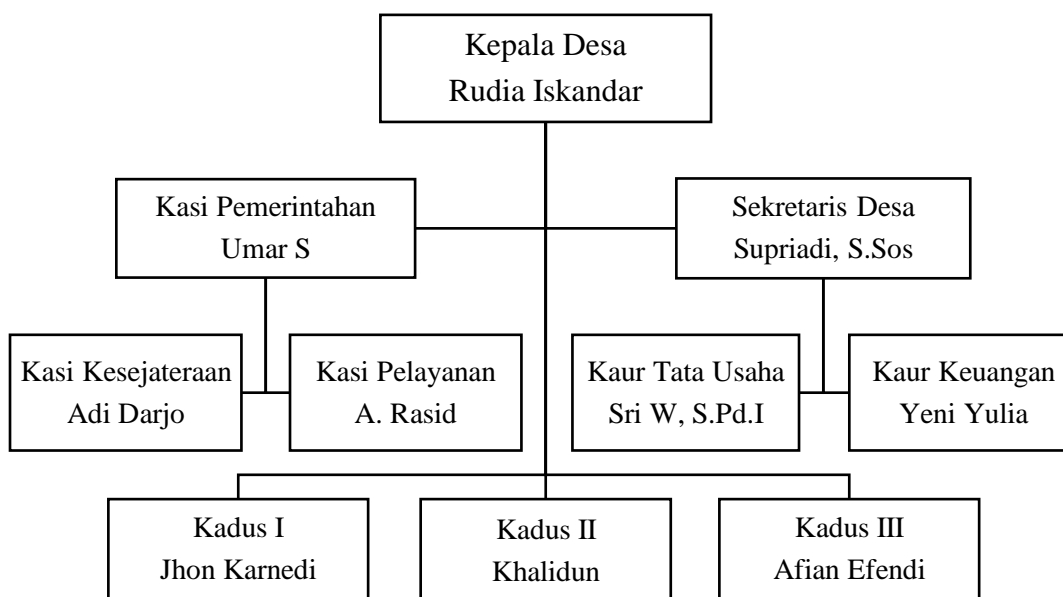 Kepala Desa
Rudia Iskandar
Kasi Pemerintahan
Umar S
Sekretaris Desa
Supriadi, S.Sos
Kasi Kesejateraan
Adi Darjo
Kasi Pelayanan
A. Rasid
Kaur Tata Usaha
Sri W, S.Pd.I
Kaur Keuangan
Yeni Yulia
Kadus I
Jhon Karnedi
Kadus II
Khalidun
Kadus III
Afian Efendi